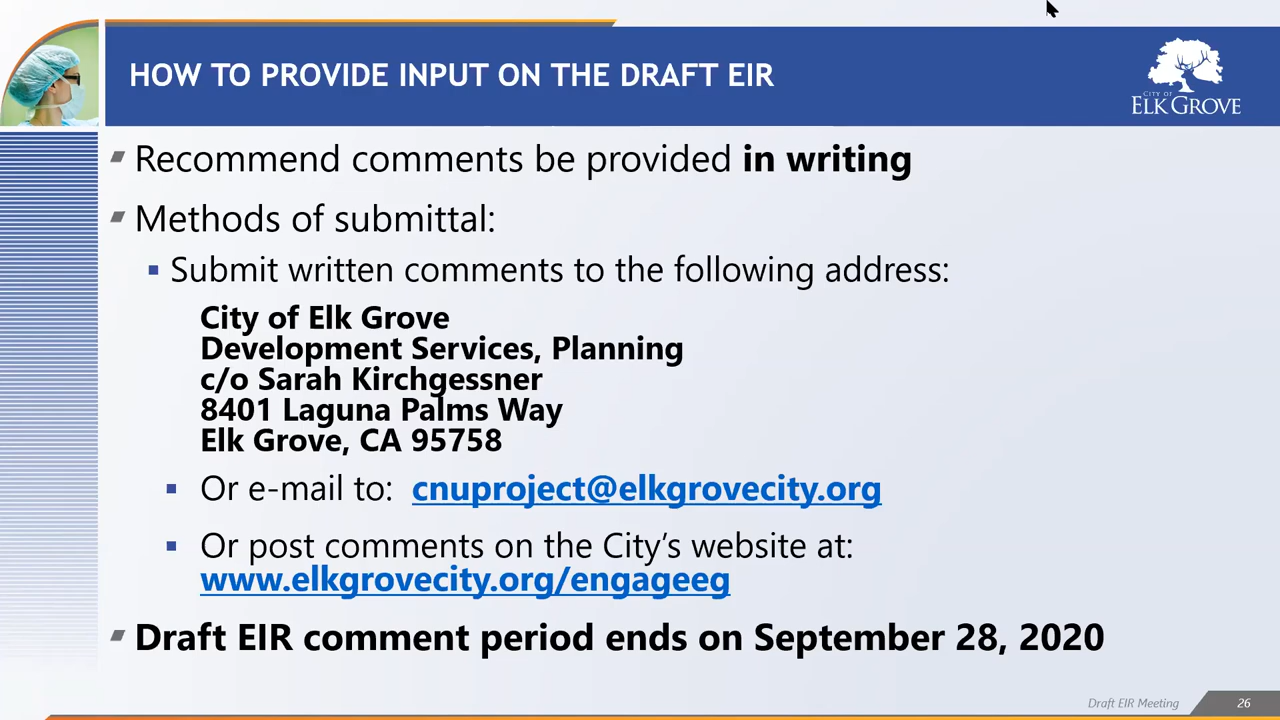 HOW TO PROVIDE INPUT ON THE DRAFT EIR
CITY OF
ELK GROVE
Recommend comments be provided in writing
Methods of submittal:
Submit written comments to the following address:
City of Elk Grove
Development Services, Planning
c/o Sarah Kirchgessner
8401 Laguna Palms Way
Elk Grove, CA 95758
Or e-mail to: cnuproject@elkgrovecity.org
Or post comments on the City's website at:
www.elkgrovecity.org/engageeg
Draft EIR comment period ends on September 28, 2020
Draft EIR Meeting 26